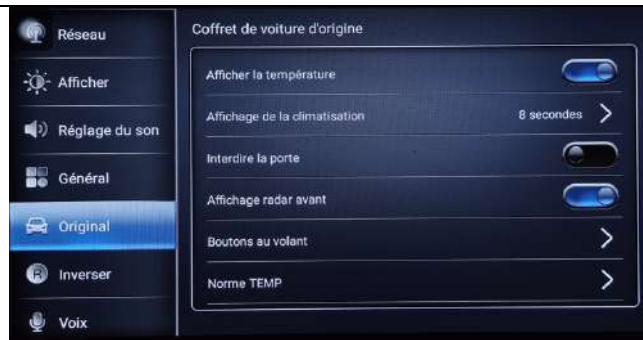 Réseau
Afficher
Réglage du son
Général
Original
R Inverser
Voix
Coffret de voiture d'origine
Afficher la température
Affichage de la climatisation 8 secondes
Interdire la porte
Affichage radar avant
Boutons au volant
Norme TEMP